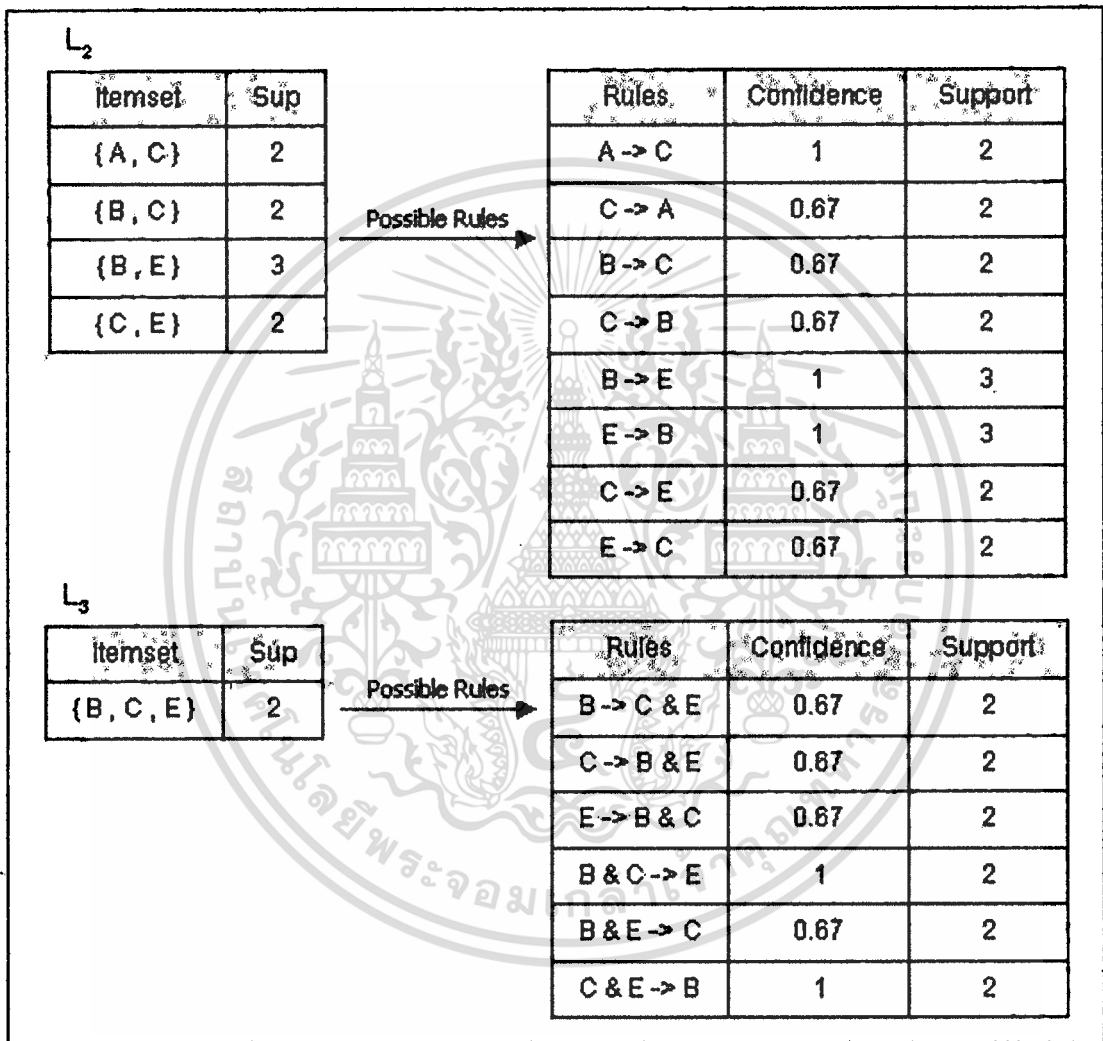 L₂
Itemset Sup
{A, C} 2
{B, C} 2
{B, E} 3
{C, E} 2
Possible Rules
Rules Confidence Support
A -> C 1 2
C -> A 0.67 2
B -> C 0.67 2
C -> B 0.67 2
B -> E 1 3
E -> B 1 3
C -> E 0.67 2
E -> C 0.67 2
L₃
Itemset Sup
{B, C, E} 2
Possible Rules
Rules Confidence Support
B -> C & E 0.67 2
C -> B & E 0.67 2
E -> B & C 0.67 2
B & C -> E 1 2
B & E -> C 0.67 2
C & E -> B 1 2